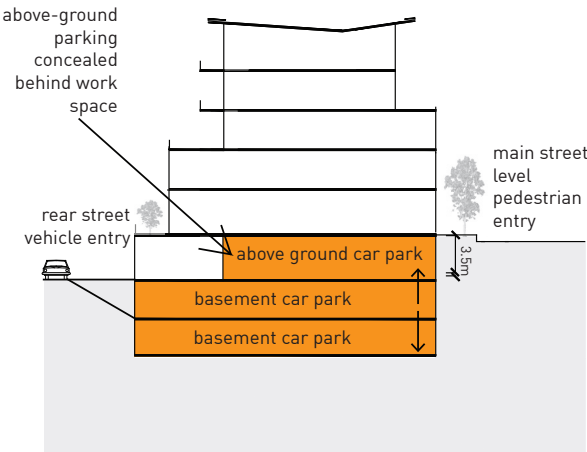 above-ground
parking
concealed
behind work
space
main street
level
pedestrian
entry
rear street
vehicle entry
3.5m
above ground car park
basement car park
basement car park